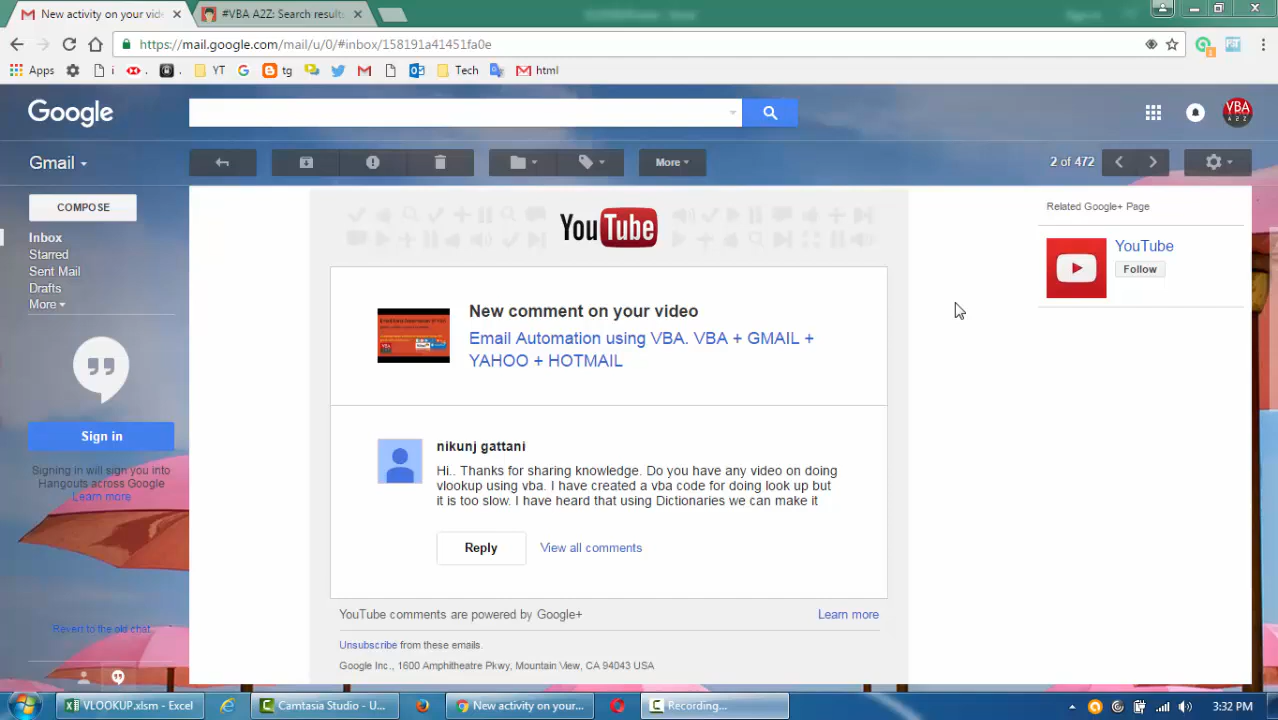 New activity on your vid
#VBA A2Z: Search results
https://mail.google.com/mail/u/0/#inbox/158191a41451fa0e
Apps
i
YT
tg
Tech
html
Google
VBA
A2Z
Gmail
More
2 of 472
COMPOSE
Inbox
Starred
Sent Mail
Drafts
More
Sign in
Signing in will sign you into
Hangouts across Google
Learn more
Revert to the old chat
YouTube
New comment on your video
Email Automation using VBA. VBA + GMAIL +
YAHOO + HOTMAIL
nikunj gattani
Hi.. Thanks for sharing knowledge. Do you have any video on doing
vlookup using vba. I have created a vba code for doing look up but
it is too slow. I have heard that using Dictionaries we can make it
Reply
View all comments
YouTube comments are powered by Google+
Learn more
Unsubscribe from these emails.
Google Inc., 1600 Amphitheatre Pkwy, Mountain View, CA 94043 USA
Related Google+ Page
YouTube
Follow
VLOOKUP.xlsm - Excel
Camtasia Studio - U...
New activity on your...
Recording...
3:32 PM